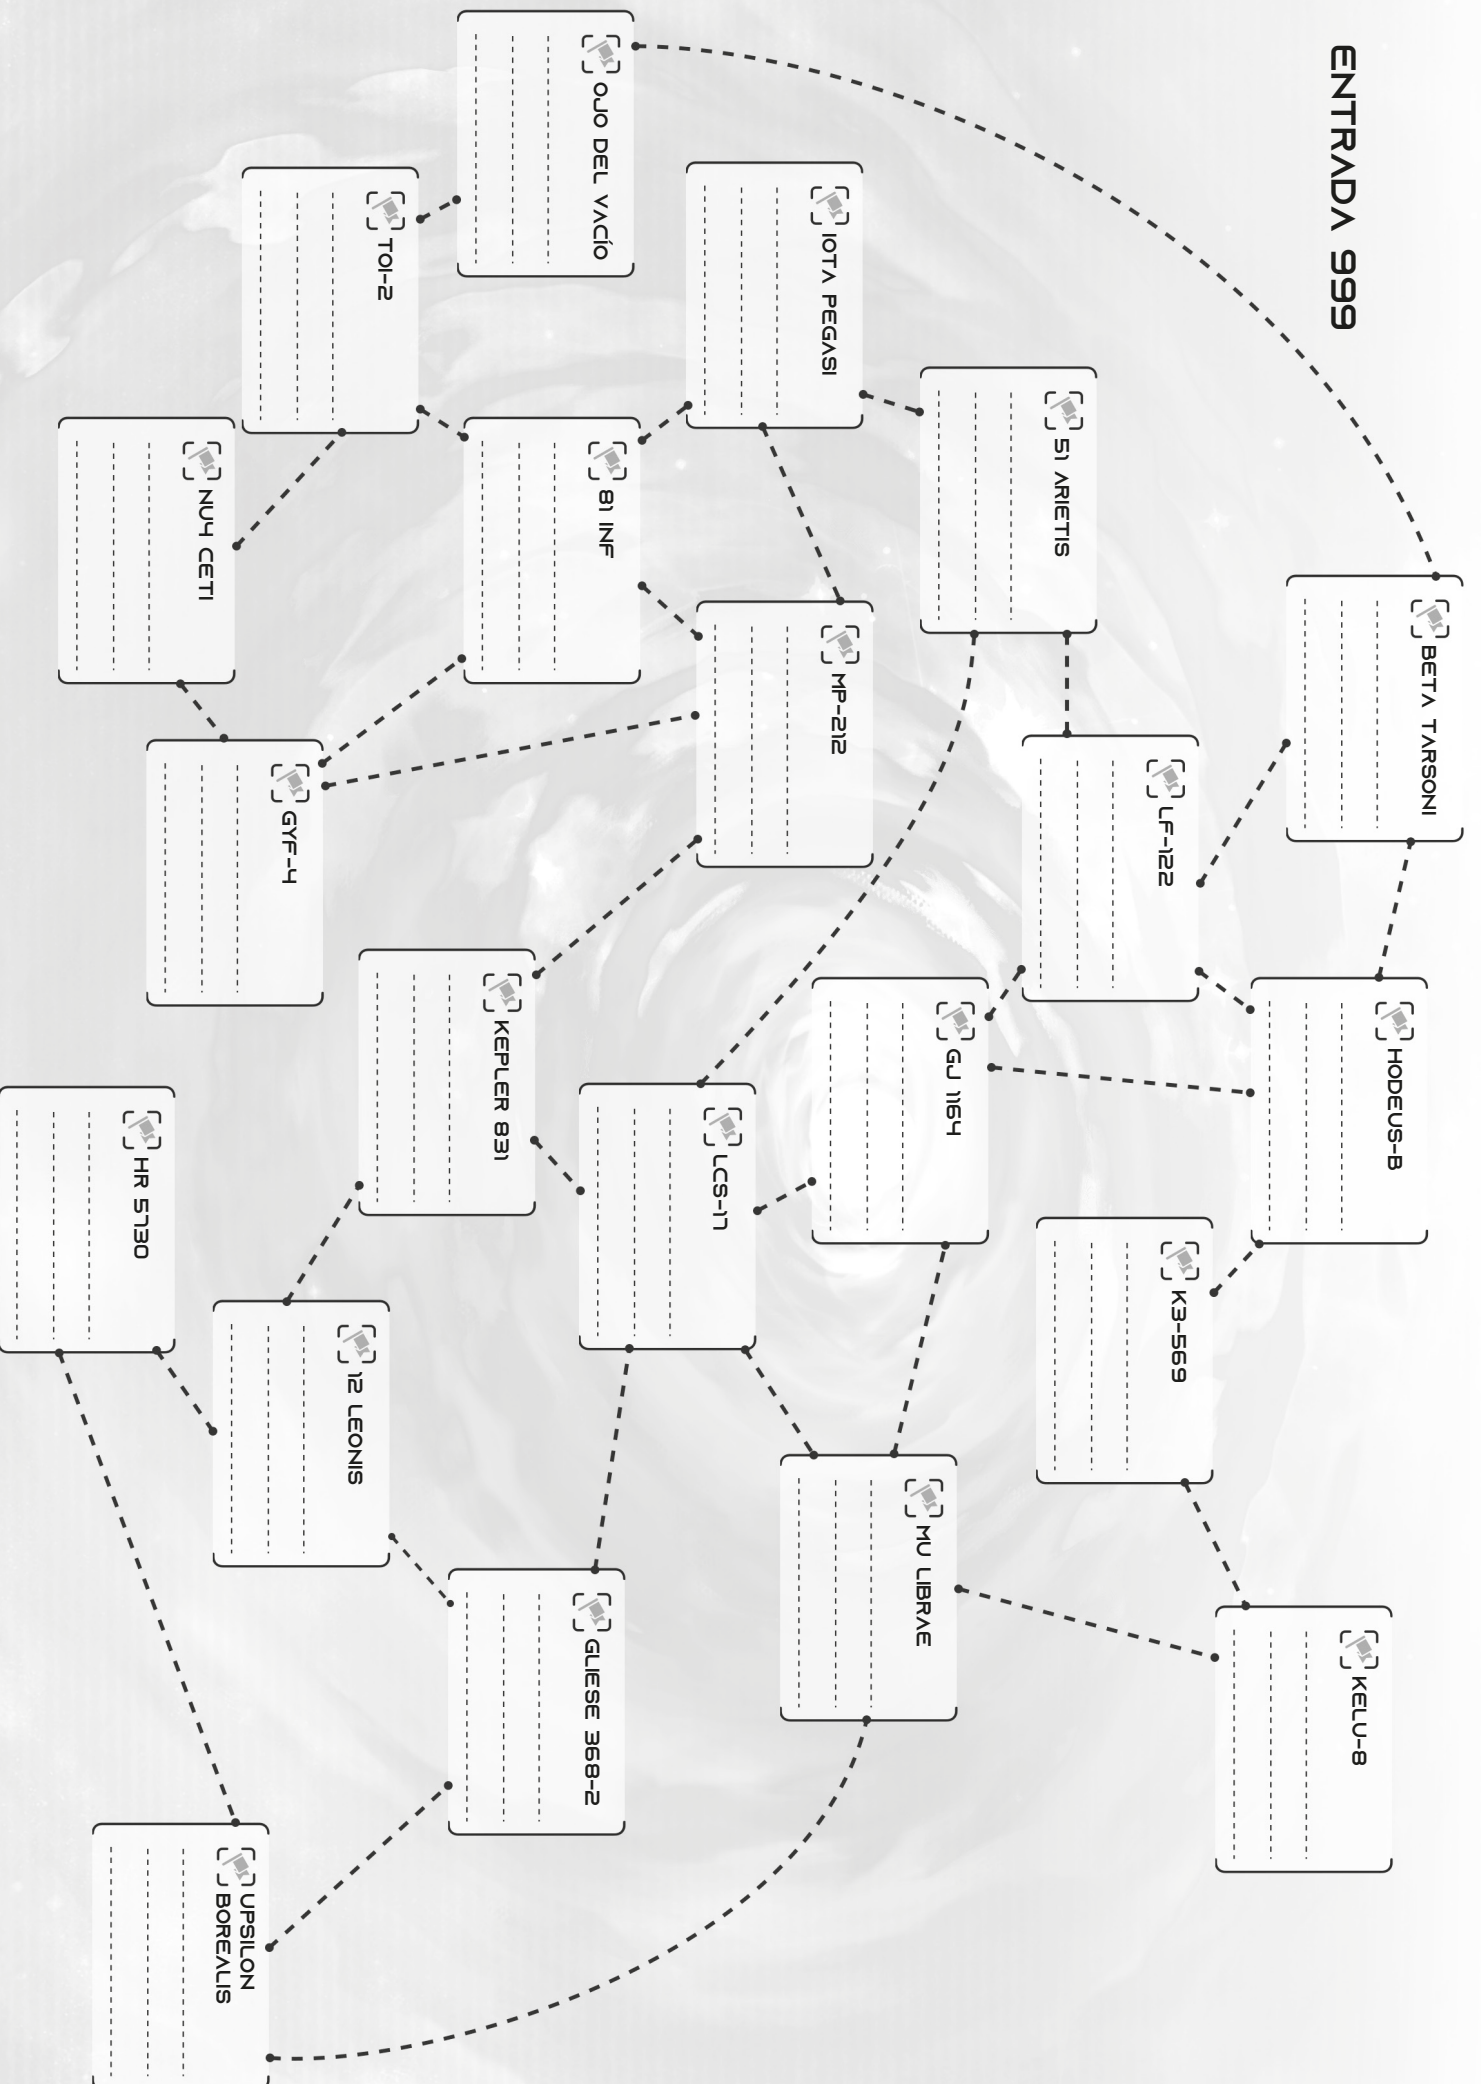 ENTRADA 999
BETA TARSONI
HODEUS-B
KELU-8
LF-122
K3-569
51 ARIETIS
GJ 1164
MU LIBRAE
IOTA PEGASI
MP-212
LCS-17
OJO DEL VACÍO
81 INF
KEPLER 831
GLIESE 368-2
TOI-2
GYF-4
12 LEONIS
NU4 CETI
HR 5730
UPSILON
BOREALIS